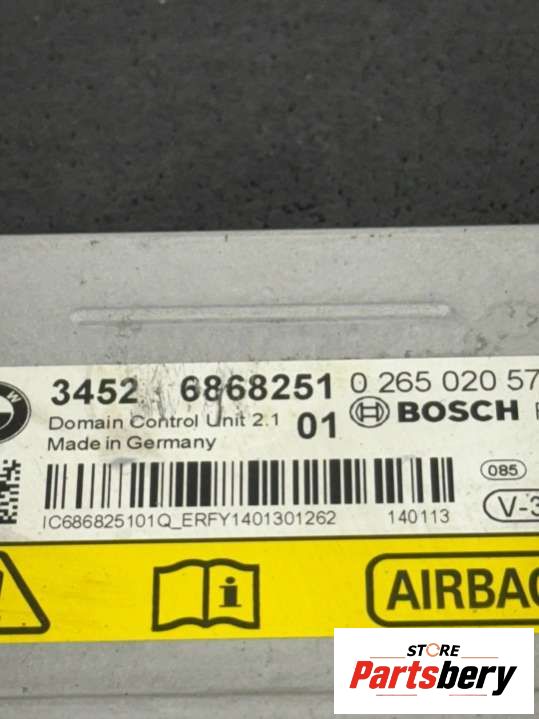 3452 6868251 0 265 020 57
Domain Control Unit 2.1 01 BOSCH
Made in Germany
085
V-3
IC686825101Q_ERFY1401301262 140113
i AIRBAG
STORE
Partsbery